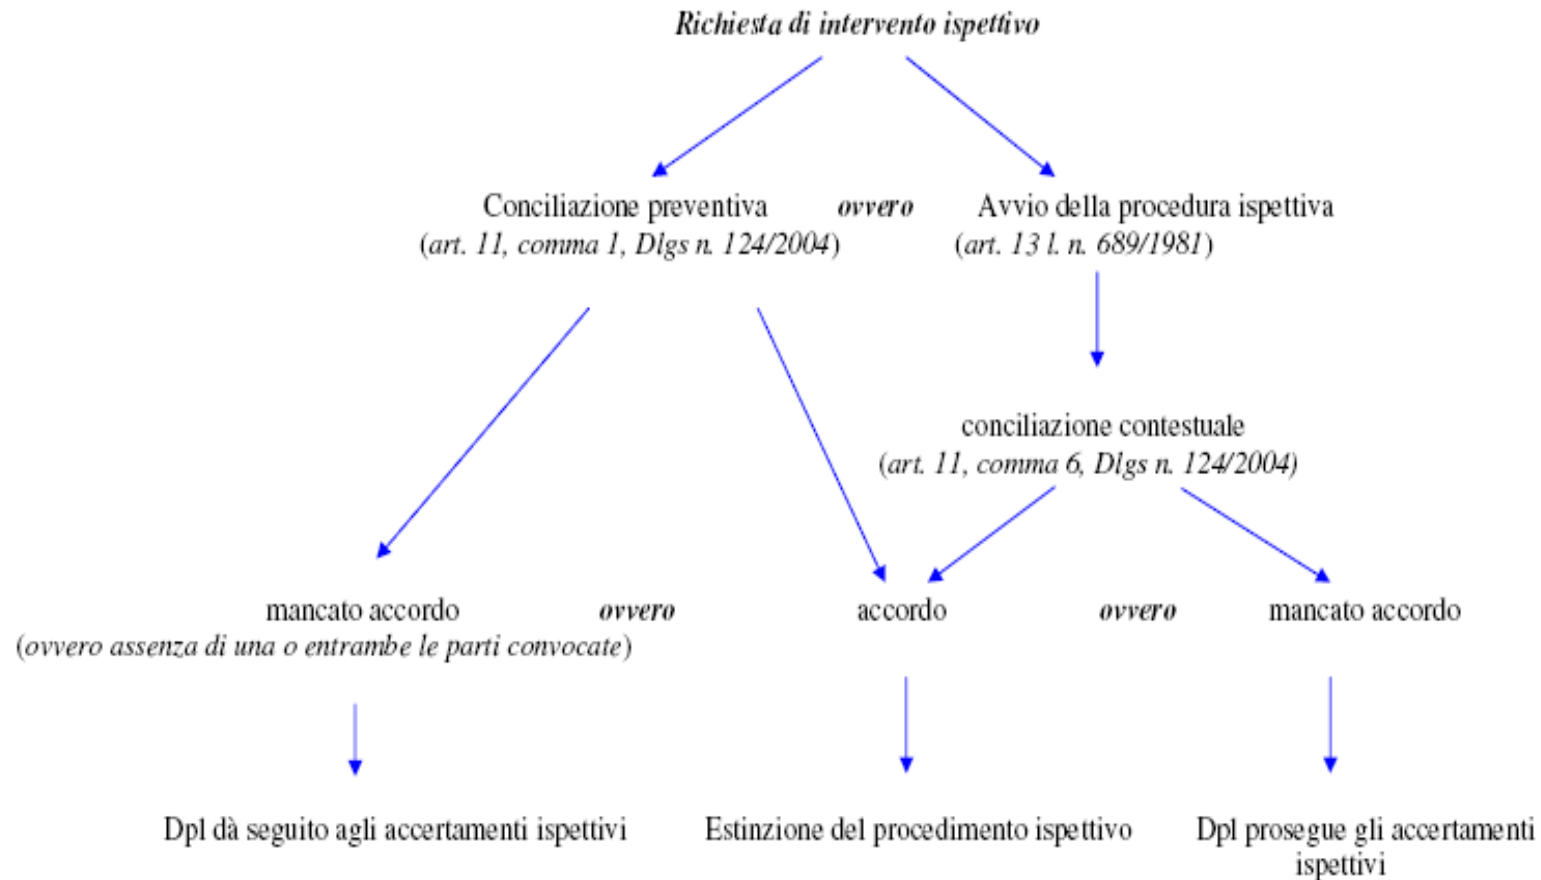 Richiesta di intervento ispettivo
Conciliazione preventiva ovvero Avvio della procedura ispettiva
(art. 11, comma 1, Dlgs n. 124/2004) (art. 13 l. n. 689/1981)
conciliazione contestuale
(art. 11, comma 6, Dlgs n. 124/2004)
mancato accordo ovvero accordo ovvero mancato accordo
(ovvero assenza di una o entrambe le parti convocate)
Dpl dà seguito agli accertamenti ispettivi Estinzione del procedimento ispettivo Dpl prosegue gli accertamenti
ispettivi